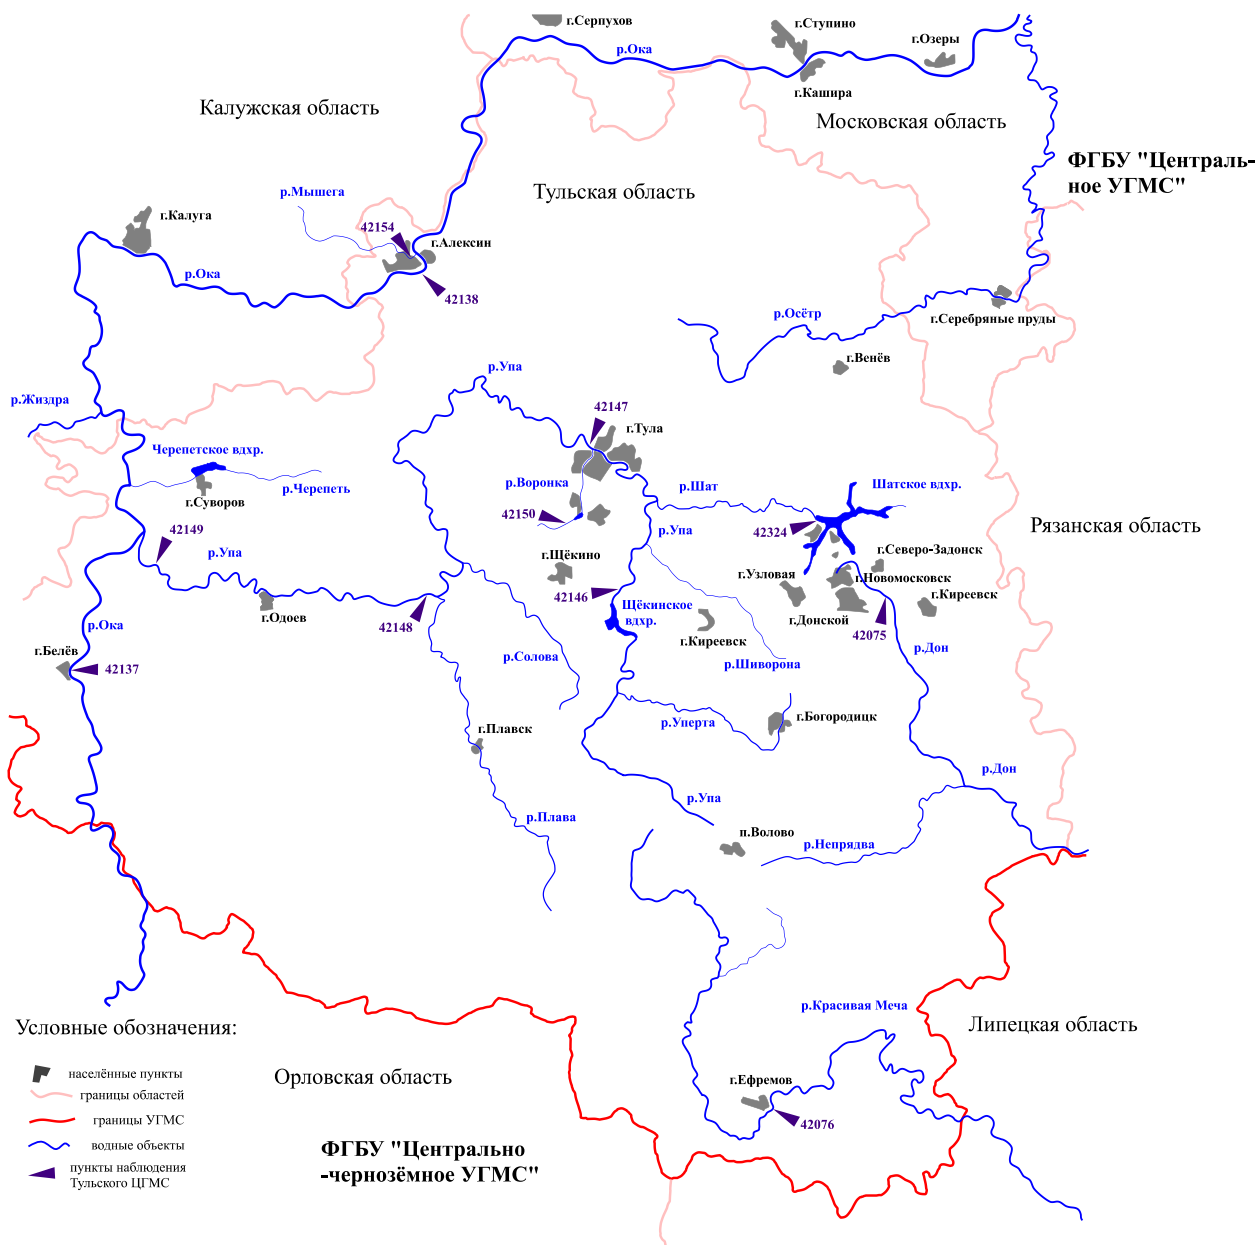 г.Серпухов
г.Ступино
г.Озеры
р.Ока
г.Кашира
Калужская область
Московская область
ФГБУ "Централь-
ное УГМС"
Тульская область
р.Мышега
г.Калуга
42154
г.Алексин
р.Ока
42138
р.Осётр
г.Серебряные пруды
г.Венёв
р.Упа
р.Жиздра
42147
г.Тула
Черепетское вдхр.
р.Черепеть
г.Суворов
р.Воронка
р.Шат
Шатское вдхр.
42150
42149
р.Упа
42324
Рязанская область
р.Упа
г.Щёкино
г.Северо-Задонск
г.Узловая
г.Новомосковск
42146
г.Киреевск
Щёкинское
вдхр.
г.Одоев
42148
г.Донской
42075
р.Ока
г.Киреевск
р.Дон
г.Белёв
42137
р.Солова
р.Шиворона
г.Плавск
р.Уперта
г.Богородицк
р.Дон
р.Упа
р.Плава
п.Волово
р.Непрядва
р.Красивая Меча
Липецкая область
Условные обозначения:
населённые пункты
границы областей
границы УГМС
водные объекты
пункты наблюдения
Тульского ЦГМС
Орловская область
г.Ефремов
42076
ФГБУ "Центрально
-чернозёмное УГМС"